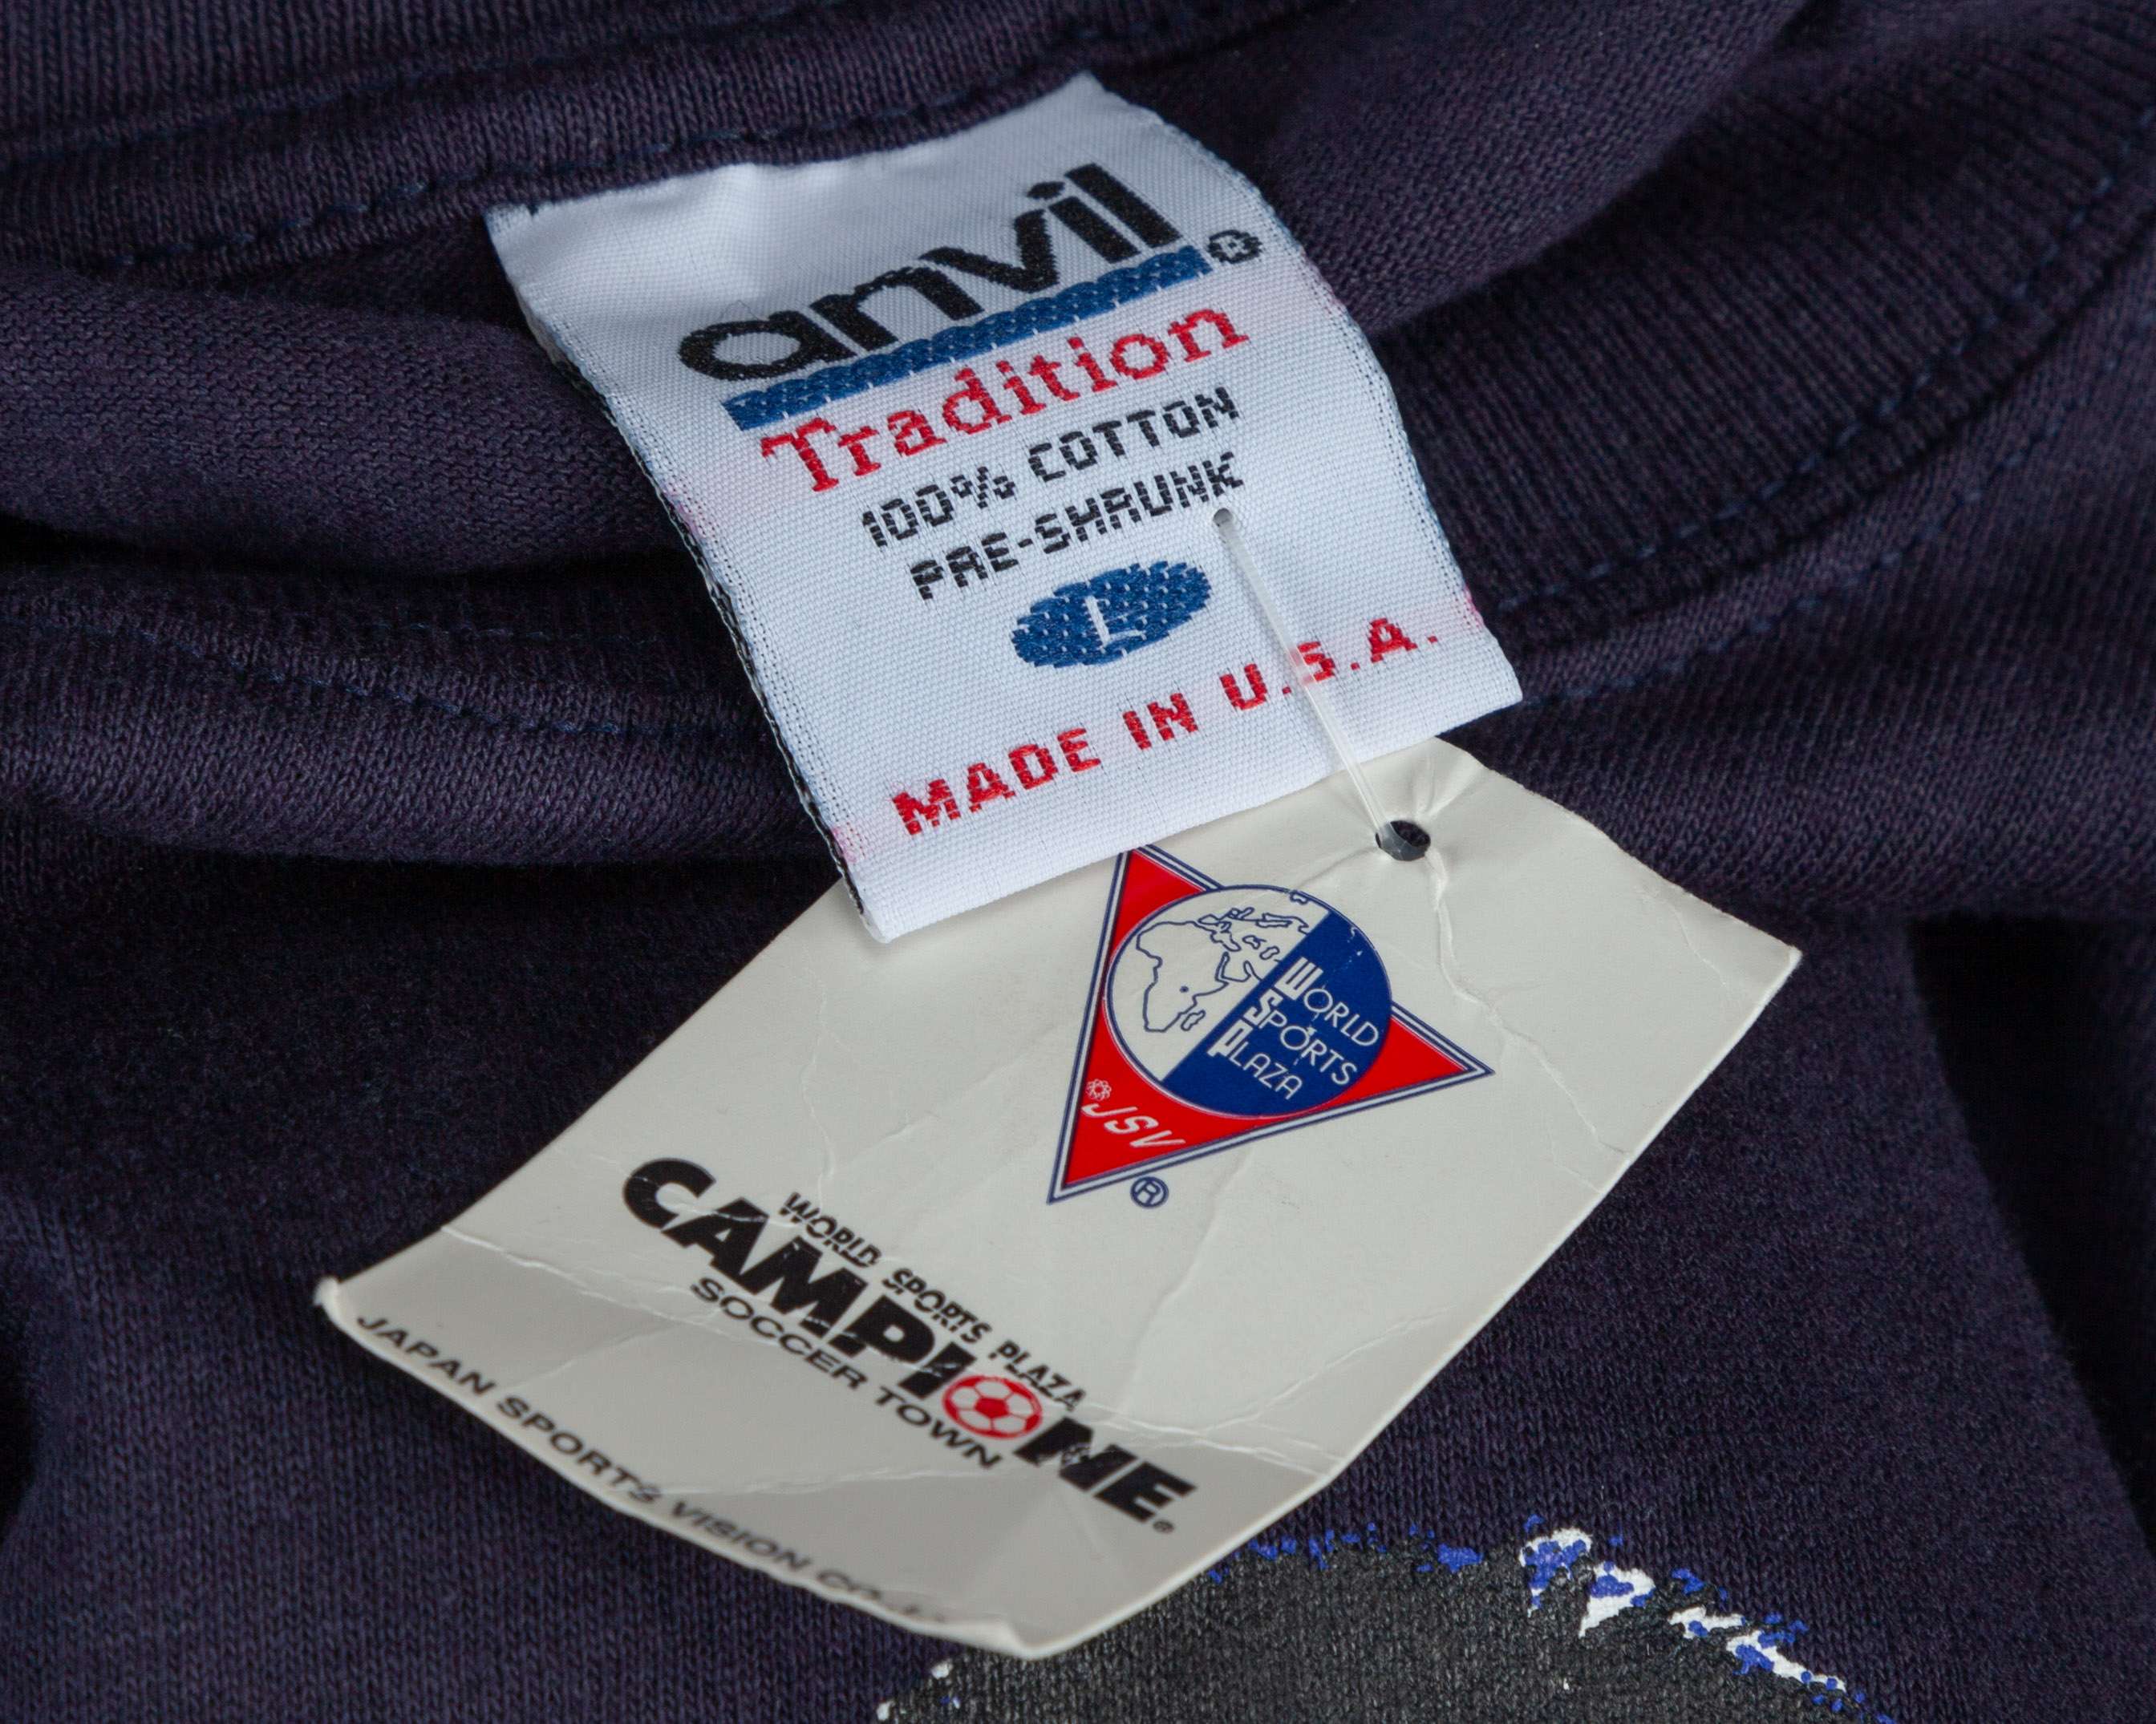 anvil®
Tradition
100% COTTON
PRE-SHRUNK
L
MADE IN U.S.A.
WORLD
SPORTS
PLAZA
JSV
®
WORLD SPORTS PLAZA
CAMPIONE®
SOCCER TOWN
JAPAN SPORTS VISION CO.,